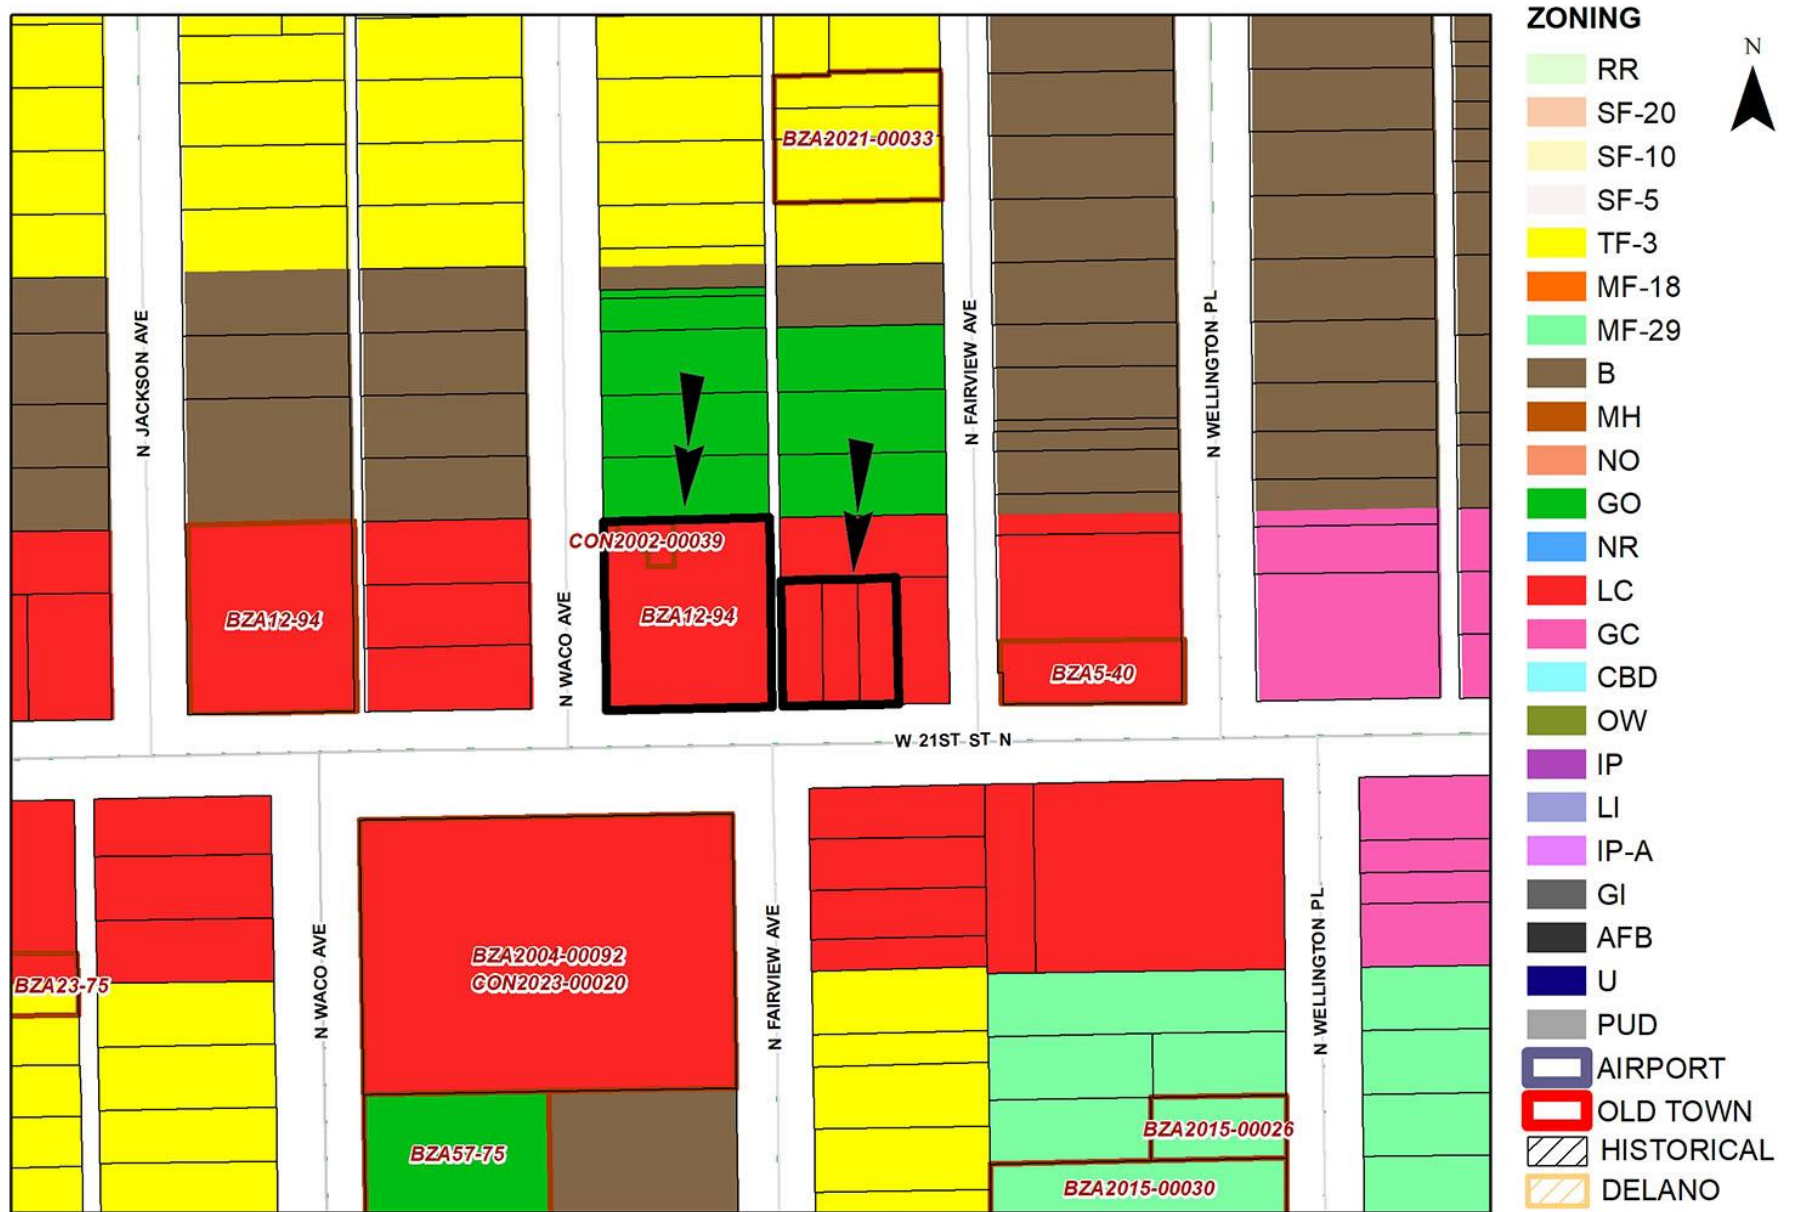 ZONING
N
RR
SF-20
SF-10
SF-5
TF-3
MF-18
MF-29
B
MH
NO
GO
NR
LC
GC
CBD
OW
IP
LI
IP-A
GI
AFB
U
PUD
AIRPORT
OLD TOWN
HISTORICAL
DELANO
BZA2021-00033
N JACKSON AVE
N FAIRVIEW AVE
N WELLINGTON PL
CON2002-00039
BZA12-94
N WACO AVE
BZA12-94
BZA5-40
W 21ST ST N
BZA23-75
N WACO AVE
BZA2004-00092
CON2023-00020
N FAIRVIEW AVE
N WELLINGTON PL
BZA57-75
BZA2015-00026
BZA2015-00030